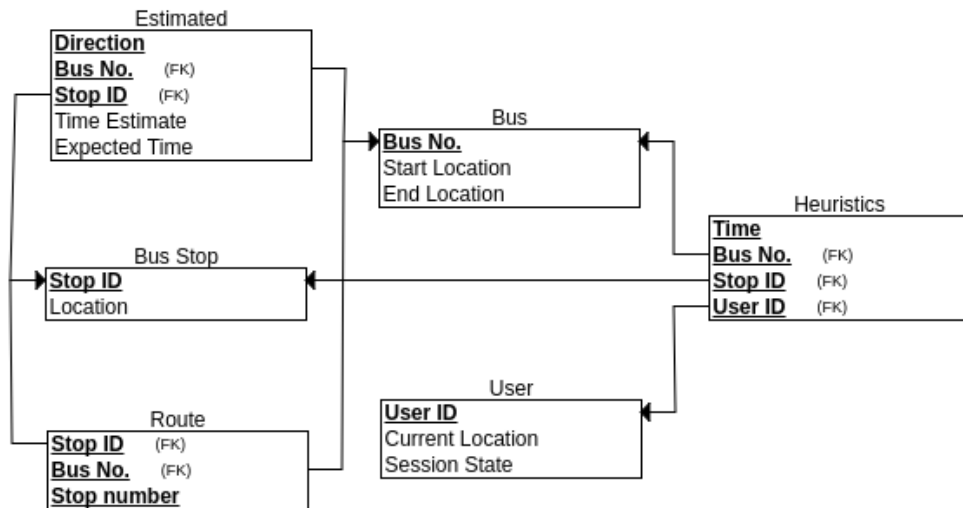 Estimated
Direction
Bus No. (FK)
Stop ID (FK)
Time Estimate
Expected Time
Bus
Bus No.
Start Location
End Location
Heuristics
Time
Bus No. (FK)
Stop ID (FK)
User ID (FK)
Bus Stop
Stop ID
Location
User
User ID
Current Location
Session State
Route
Stop ID (FK)
Bus No. (FK)
Stop number